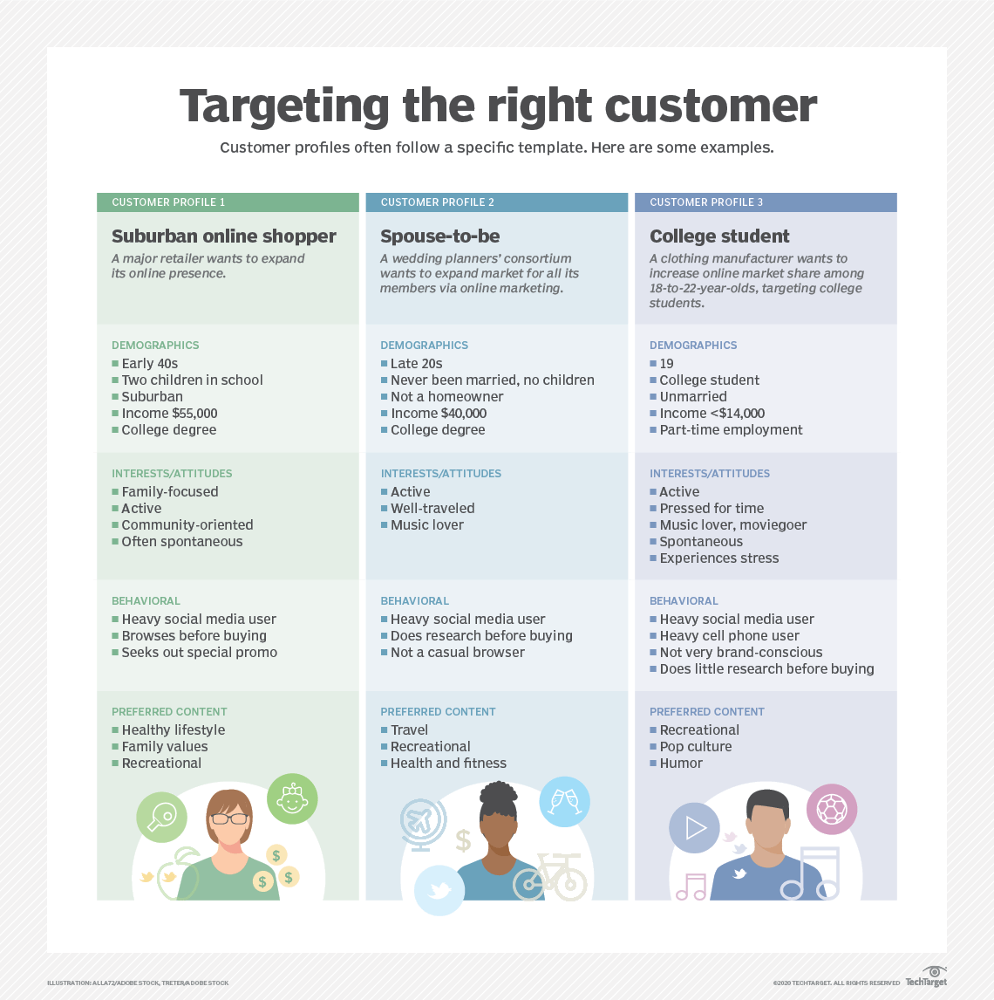 Targeting the right customer
Customer profiles often follow a specific template. Here are some examples.
CUSTOMER PROFILE 1
Suburban online shopper
A major retailer wants to expand
its online presence.
DEMOGRAPHICS
Early 40s
Two children in school
Suburban
Income $55,000
College degree
INTERESTS/ATTITUDES
Family-focused
Active
Community-oriented
Often spontaneous
BEHAVIORAL
Heavy social media user
Browses before buying
Seeks out special promo
PREFERRED CONTENT
Healthy lifestyle
Family values
Recreational
$
$
$
CUSTOMER PROFILE 2
Spouse-to-be
A wedding planners' consortium
wants to expand market for all its
members via online marketing.
DEMOGRAPHICS
Late 20s
Never been married, no children
Not a homeowner
Income $40,000
College degree
INTERESTS/ATTITUDES
Active
Well-traveled
Music lover
BEHAVIORAL
Heavy social media user
Does research before buying
Not a casual browser
PREFERRED CONTENT
Travel
Recreational
Health and fitness
$
CUSTOMER PROFILE 3
College student
A clothing manufacturer wants to
increase online market share among
18-to-22-year-olds, targeting college
students.
DEMOGRAPHICS
19
College student
Unmarried
Income <$14,000
Part-time employment
INTERESTS/ATTITUDES
Active
Pressed for time
Music lover, moviegoer
Spontaneous
Experiences stress
BEHAVIORAL
Heavy social media user
Heavy cell phone user
Not very brand-conscious
Does little research before buying
PREFERRED CONTENT
Recreational
Pop culture
Humor
ILLUSTRATION: ALLA72/ADOBE STOCK, TRETER/ADOBE STOCK
©2020 TECHTARGET. ALL RIGHTS RESERVED
TechTarget